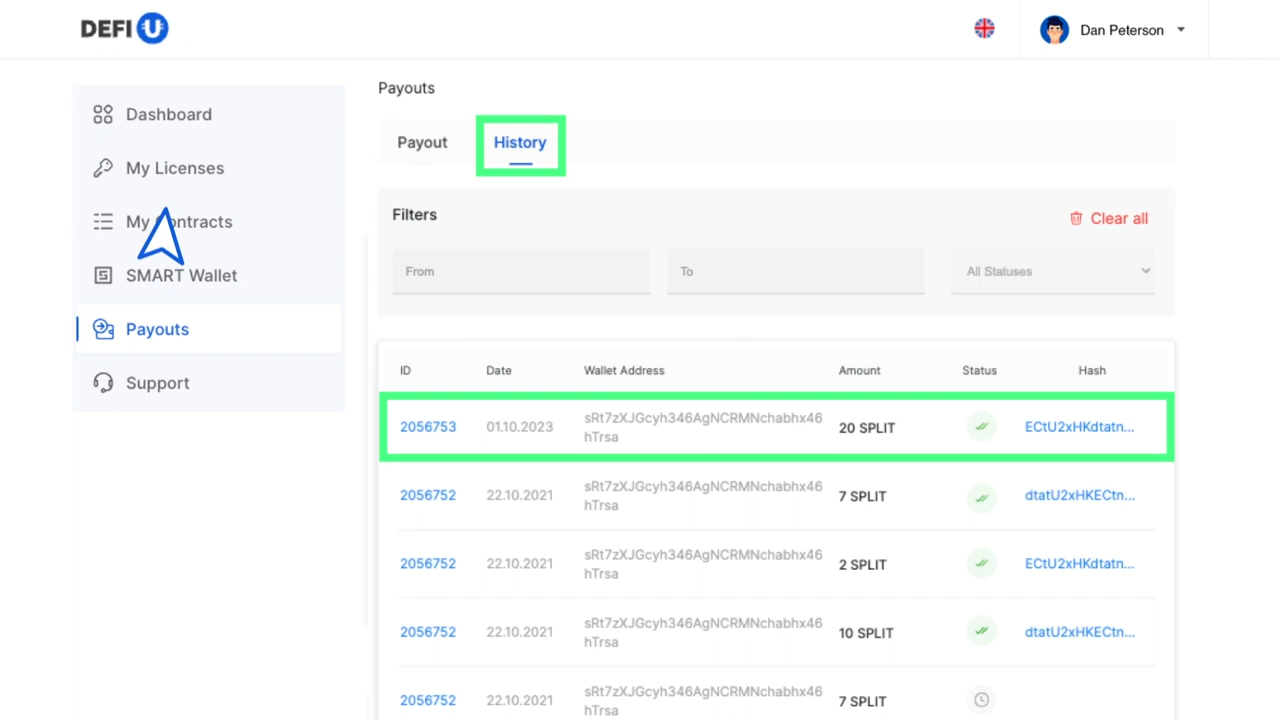 DEFI U
Dan Peterson
Dashboard
My Licenses
My Contracts
SMART Wallet
Payouts
Support
Payouts
Payout History
Filters
Clear all
From To All Statuses
ID Date Wallet Address Amount Status Hash
2056753 01.10.2023 sRt7zXJGcyh346AgNCRMNchabhx46 20 SPLIT ECtU2xHKdtatn...
hTrsa
2056752 22.10.2021 sRt7zXJGcyh346AgNCRMNchabhx46 7 SPLIT dtatU2xHKECtn...
hTrsa
2056752 22.10.2021 sRt7zXJGcyh346AgNCRMNchabhx46 2 SPLIT ECtU2xHKdtatn...
hTrsa
2056752 22.10.2021 sRt7zXJGcyh346AgNCRMNchabhx46 10 SPLIT dtatU2xHKECtn...
hTrsa
2056752 22.10.2021 sRt7zXJGcyh346AgNCRMNchabhx46 7 SPLIT
hTrsa